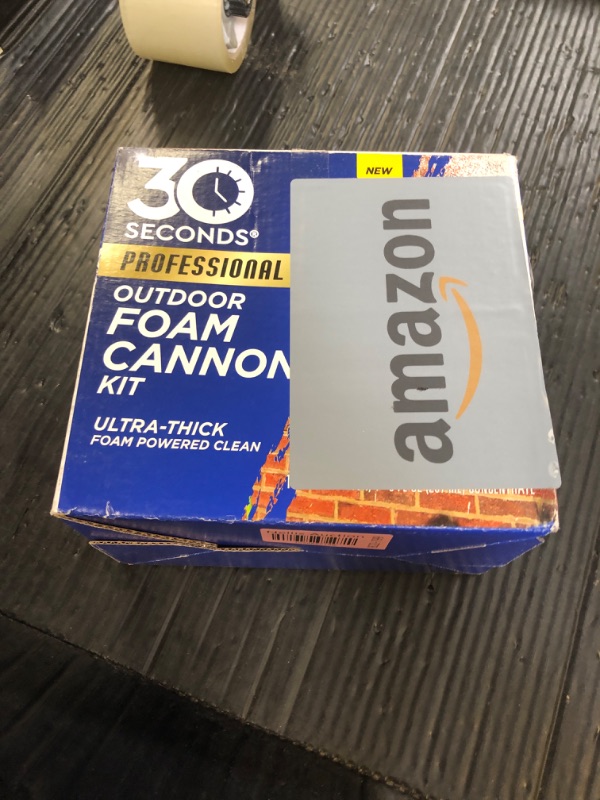 30
SECONDS®
PROFESSIONAL
OUTDOOR
FOAM
CANNON
KIT
ULTRA-THICK
FOAM POWERED CLEAN
NEW
amazon